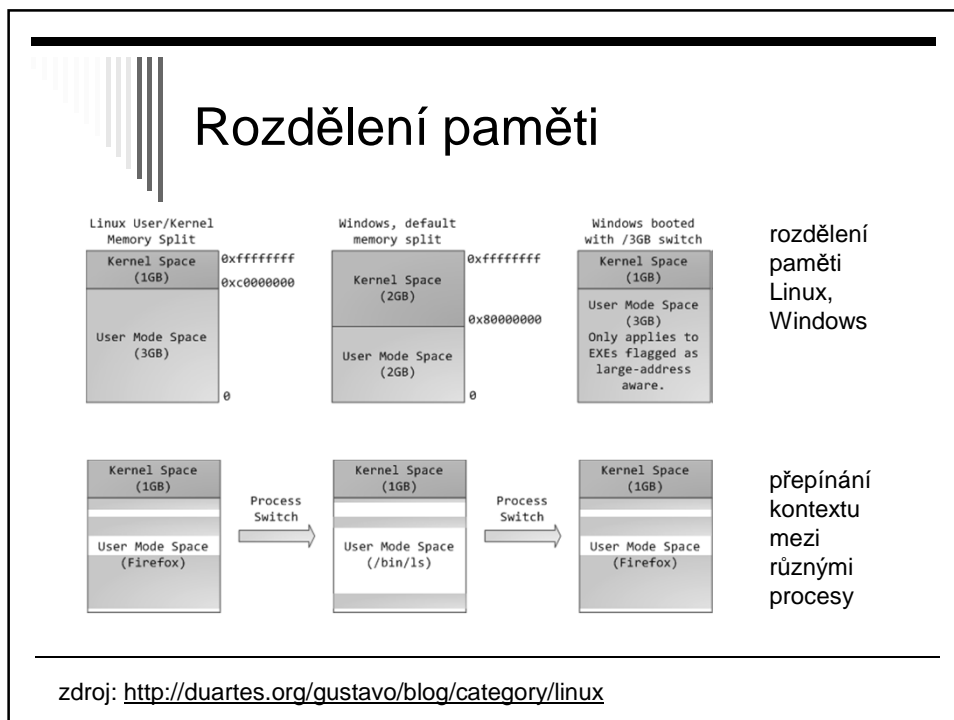 Rozdělení paměti
Linux User/Kernel
Memory Split
Kernel Space
(1GB)
0xffffffff
0xc0000000
User Mode Space
(3GB)
0
Windows, default
memory split
Kernel Space
(2GB)
0xffffffff
0x80000000
User Mode Space
(2GB)
0
Windows booted
with /3GB switch
Kernel Space
(1GB)
User Mode Space
(3GB)
Only applies to
EXEs flagged as
large-address
aware.
rozdělení
paměti
Linux,
Windows
Kernel Space
(1GB)
User Mode Space
(Firefox)
Process
Switch
Kernel Space
(1GB)
User Mode Space
(/bin/ls)
Process
Switch
Kernel Space
(1GB)
User Mode Space
(Firefox)
přepínání
kontextu
mezi
různými
procesy
zdroj: http://duartes.org/gustavo/blog/category/linux